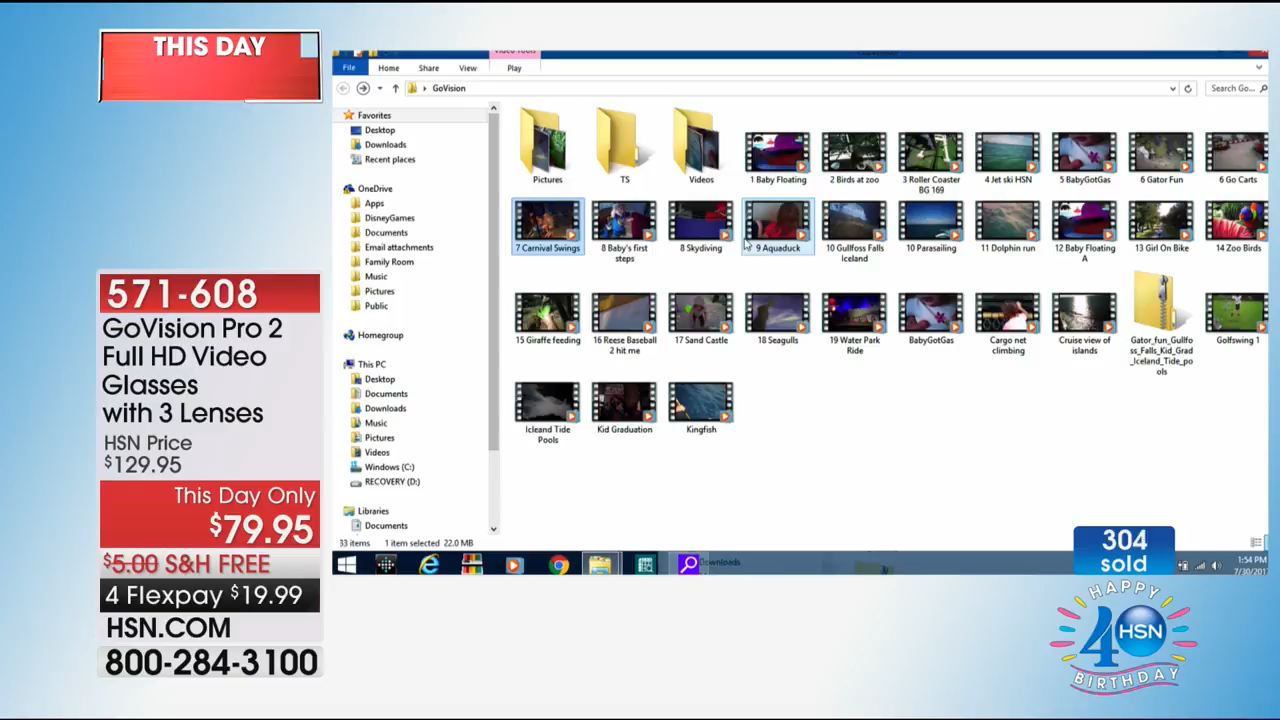 THIS DAY
571-608
GoVision Pro 2
Full HD Video
Glasses
with 3 Lenses
HSN Price
$129.95
This Day Only
$79.95
$5.00 S&H FREE
4 Flexpay $19.99
HSN.COM
800-284-3100
File
Home
Share
View
Play
GoVision
Search Go...
Favorites
Desktop
Downloads
Recent places
OneDrive
Apps
DisneyGames
Documents
Email attachments
Family Room
Music
Pictures
Public
Homegroup
This PC
Desktop
Documents
Downloads
Music
Pictures
Videos
Windows (C:)
RECOVERY (D:)
Libraries
Documents
33 items 1 item selected 22.0 MB
Pictures
TS
Videos
1 Baby Floating
2 Birds at zoo
3 Roller Coaster
BG 169
4 Jet ski HSN
5 BabyGotGas
6 Gator Fun
6 Go Carts
7 Carnival Swings
8 Baby's first
steps
8 Skydiving
9 Aquaduck
10 Gullfoss Falls
Iceland
10 Parasailing
11 Dolphin run
12 Baby Floating
A
13 Girl On Bike
14 Zoo Birds
15 Giraffe feeding
16 Reese Baseball
2 hit me
17 Sand Castle
18 Seagulls
19 Water Park
Ride
BabyGotGas
Cargo net
climbing
Cruise view of
islands
Gator_fun_Gullfo
ss_Falls_Kid_Grad
_Iceland_Tide_po
ols
Golfswing 1
Icleand Tide
Pools
Kid Graduation
Kingfish
Downloads
1:54 PM
304
sold
HAPPY
40
HSN
BIRTHDAY